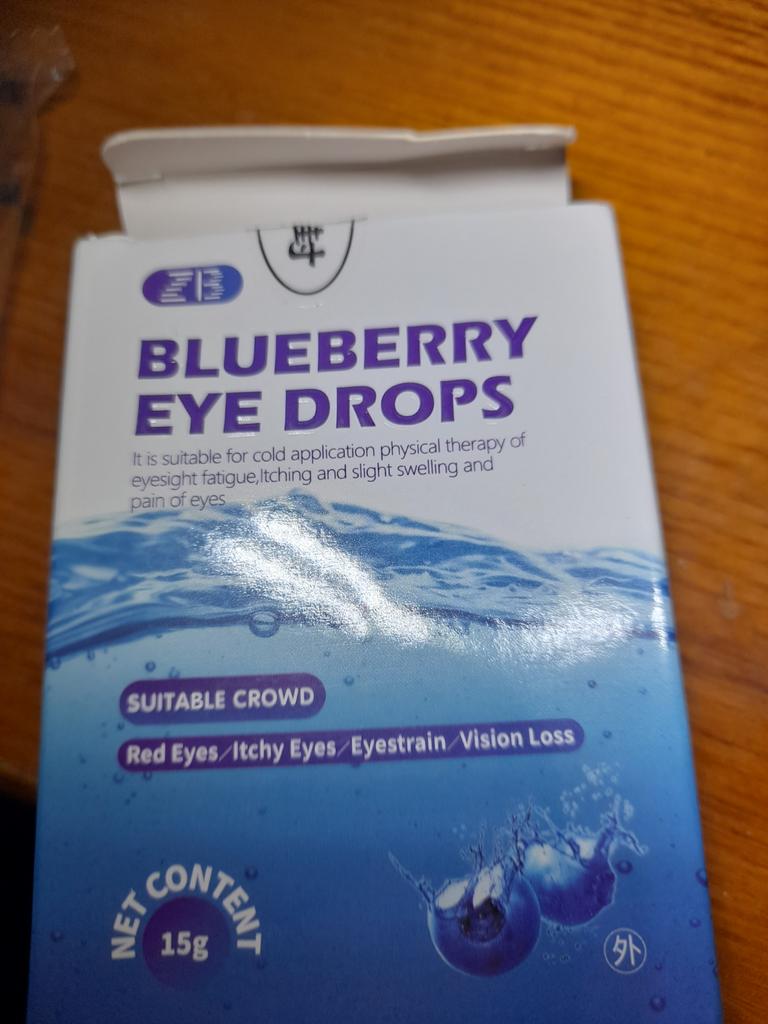 BLUEBERRY
EYE DROPS
It is suitable for cold application physical therapy of
eyesight fatigue,Itching and slight swelling and
pain of eyes
SUITABLE CROWD
Red Eyes/Itchy Eyes/Eyestrain/Vision Loss
NET CONTENT
15g
外